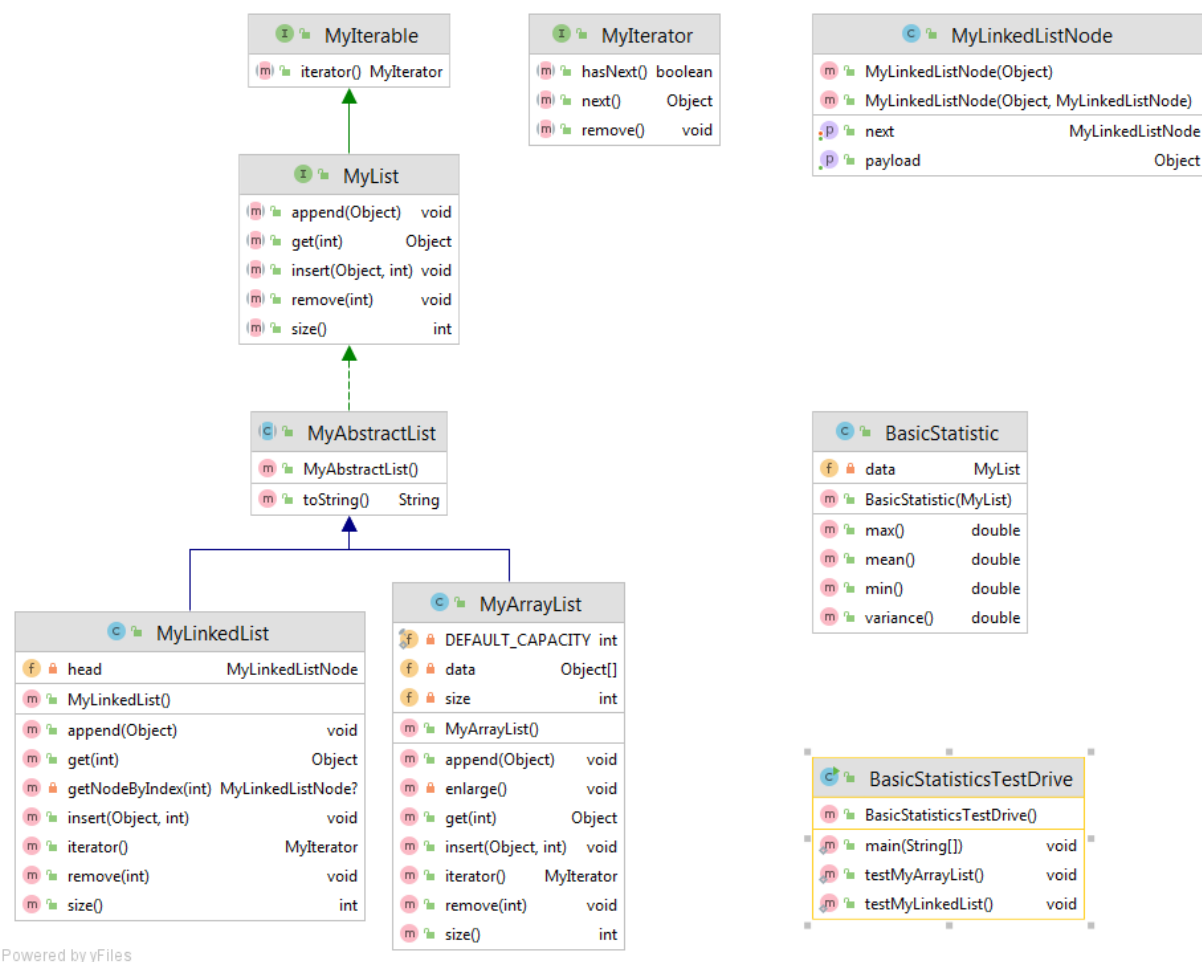 MyIterable
iterator() MyIterator
MyIterator
hasNext() boolean
next() Object
remove() void
MyLinkedListNode
MyLinkedListNode(Object)
MyLinkedListNode(Object, MyLinkedListNode)
next MyLinkedListNode
payload Object
MyList
append(Object) void
get(int) Object
insert(Object, int) void
remove(int) void
size() int
MyAbstractList
MyAbstractList()
toString() String
BasicStatistic
data MyList
BasicStatistic(MyList)
max() double
mean() double
min() double
variance() double
MyLinkedList
head MyLinkedListNode
MyLinkedList()
append(Object) void
get(int) Object
getNodeByIndex(int) MyLinkedListNode?
insert(Object, int) void
iterator() MyIterator
remove(int) void
size() int
MyArrayList
DEFAULT_CAPACITY int
data Object[]
size int
MyArrayList()
append(Object) void
enlarge() void
get(int) Object
insert(Object, int) void
iterator() MyIterator
remove(int) void
size() int
BasicStatisticsTestDrive
BasicStatisticsTestDrive()
main(String[]) void
testMyArrayList() void
testMyLinkedList() void
Powered by yFiles